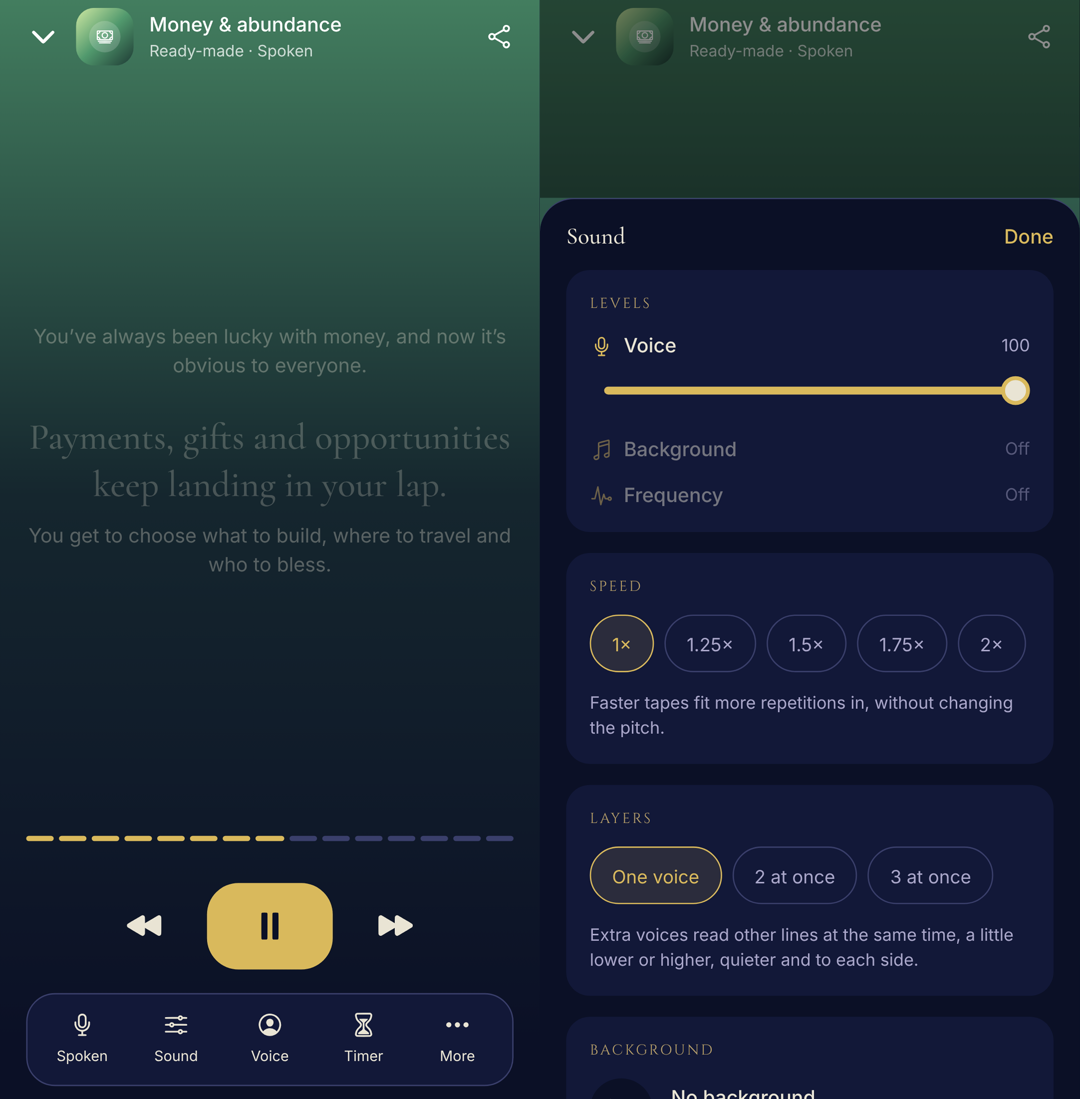 Money & abundance
Ready-made · Spoken
You’ve always been lucky with money, and now it’s
obvious to everyone.
Payments, gifts and opportunities
keep landing in your lap.
You get to choose what to build, where to travel and
who to bless.
Spoken
Sound
Voice
Timer
More
Money & abundance
Ready-made · Spoken
Sound
Done
LEVELS
Voice
100
Background
Off
Frequency
Off
SPEED
1×
1.25×
1.5×
1.75×
2×
Faster tapes fit more repetitions in, without changing
the pitch.
LAYERS
One voice
2 at once
3 at once
Extra voices read other lines at the same time, a little
lower or higher, quieter and to each side.
BACKGROUND
No background